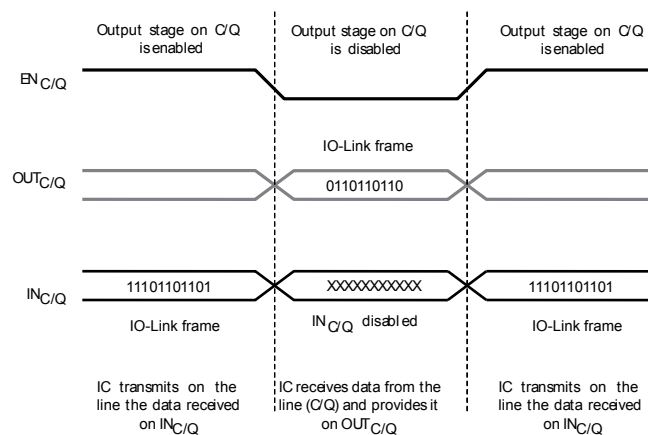 Output stage on C/Q
is enabled
Output stage on C/Q
is disabled
Output stage on C/Q
is enabled
EN C/Q
IO-Link frame
OUT C/Q
0110110110
IN C/Q
11101101101
XXXXXXXXXXX
11101101101
IO-Link frame
IN C/Q disabled
IO-Link frame
IC transmits on the
line the data received
on IN C/Q
IC receives data from the
line (C/Q) and provides it
on OUT C/Q
IC transmits on the
line the data received
on IN C/Q